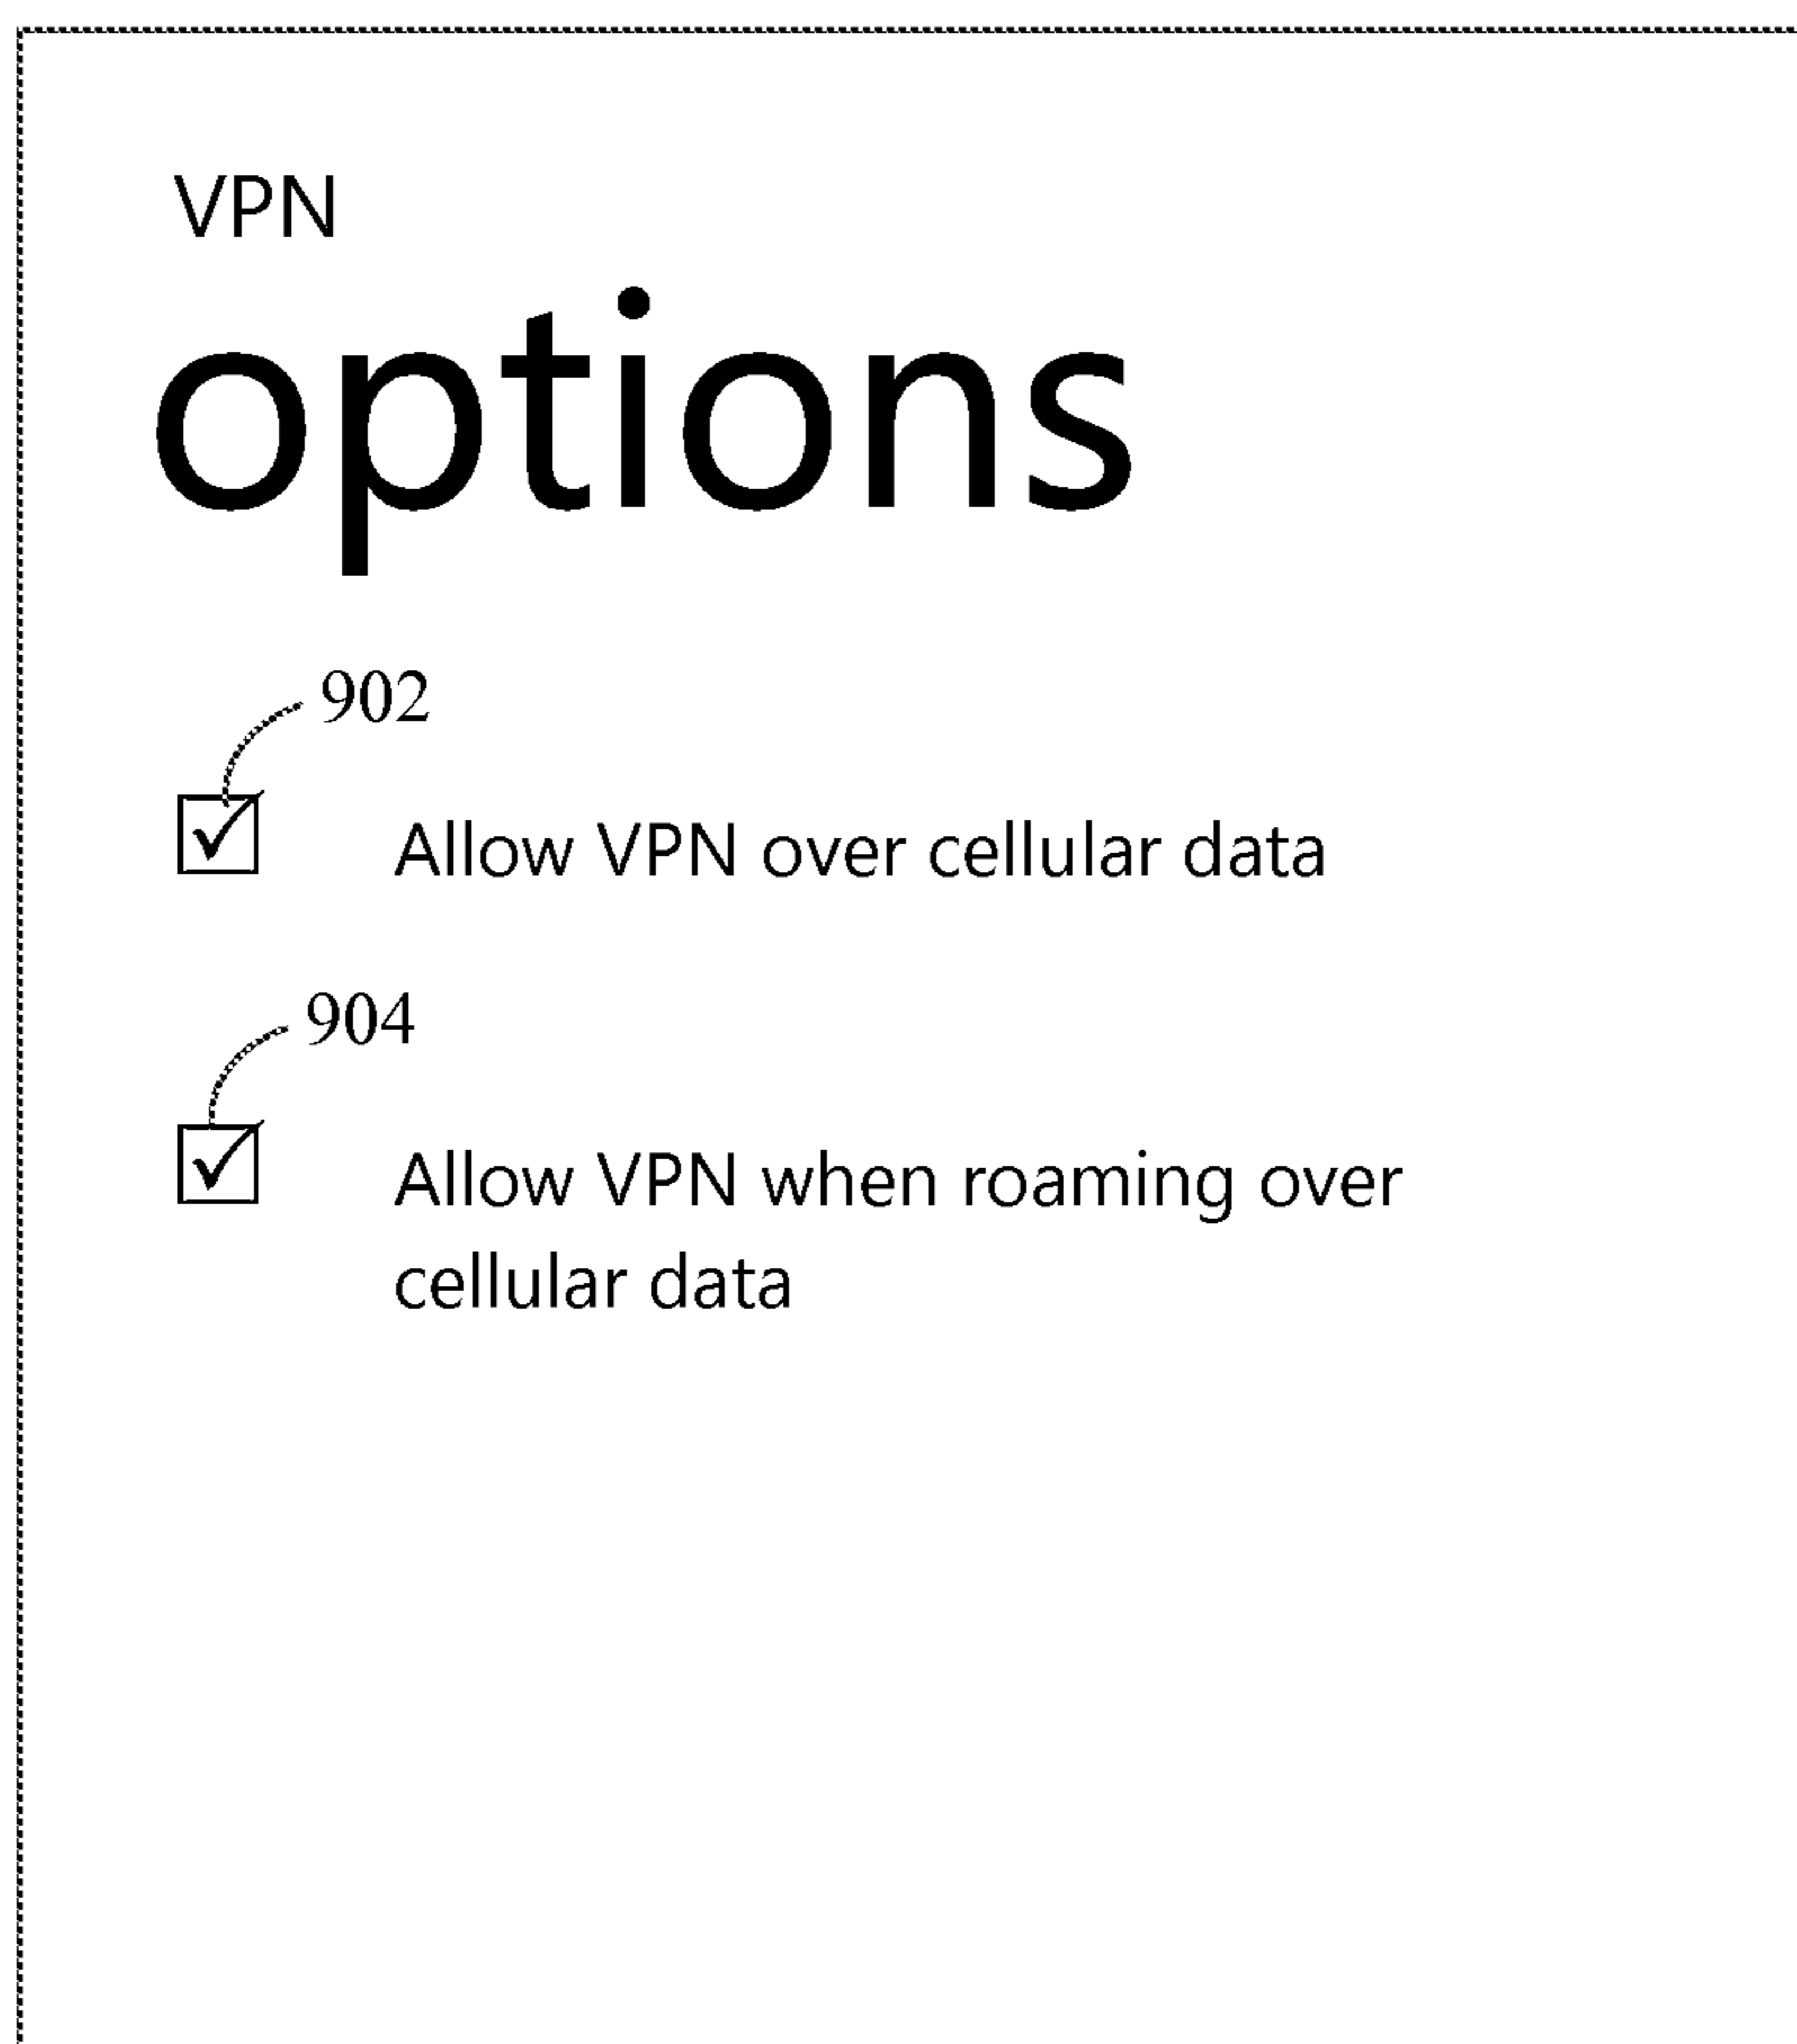 VPN
options
902
Allow VPN over cellular data
904
Allow VPN when roaming over
cellular data